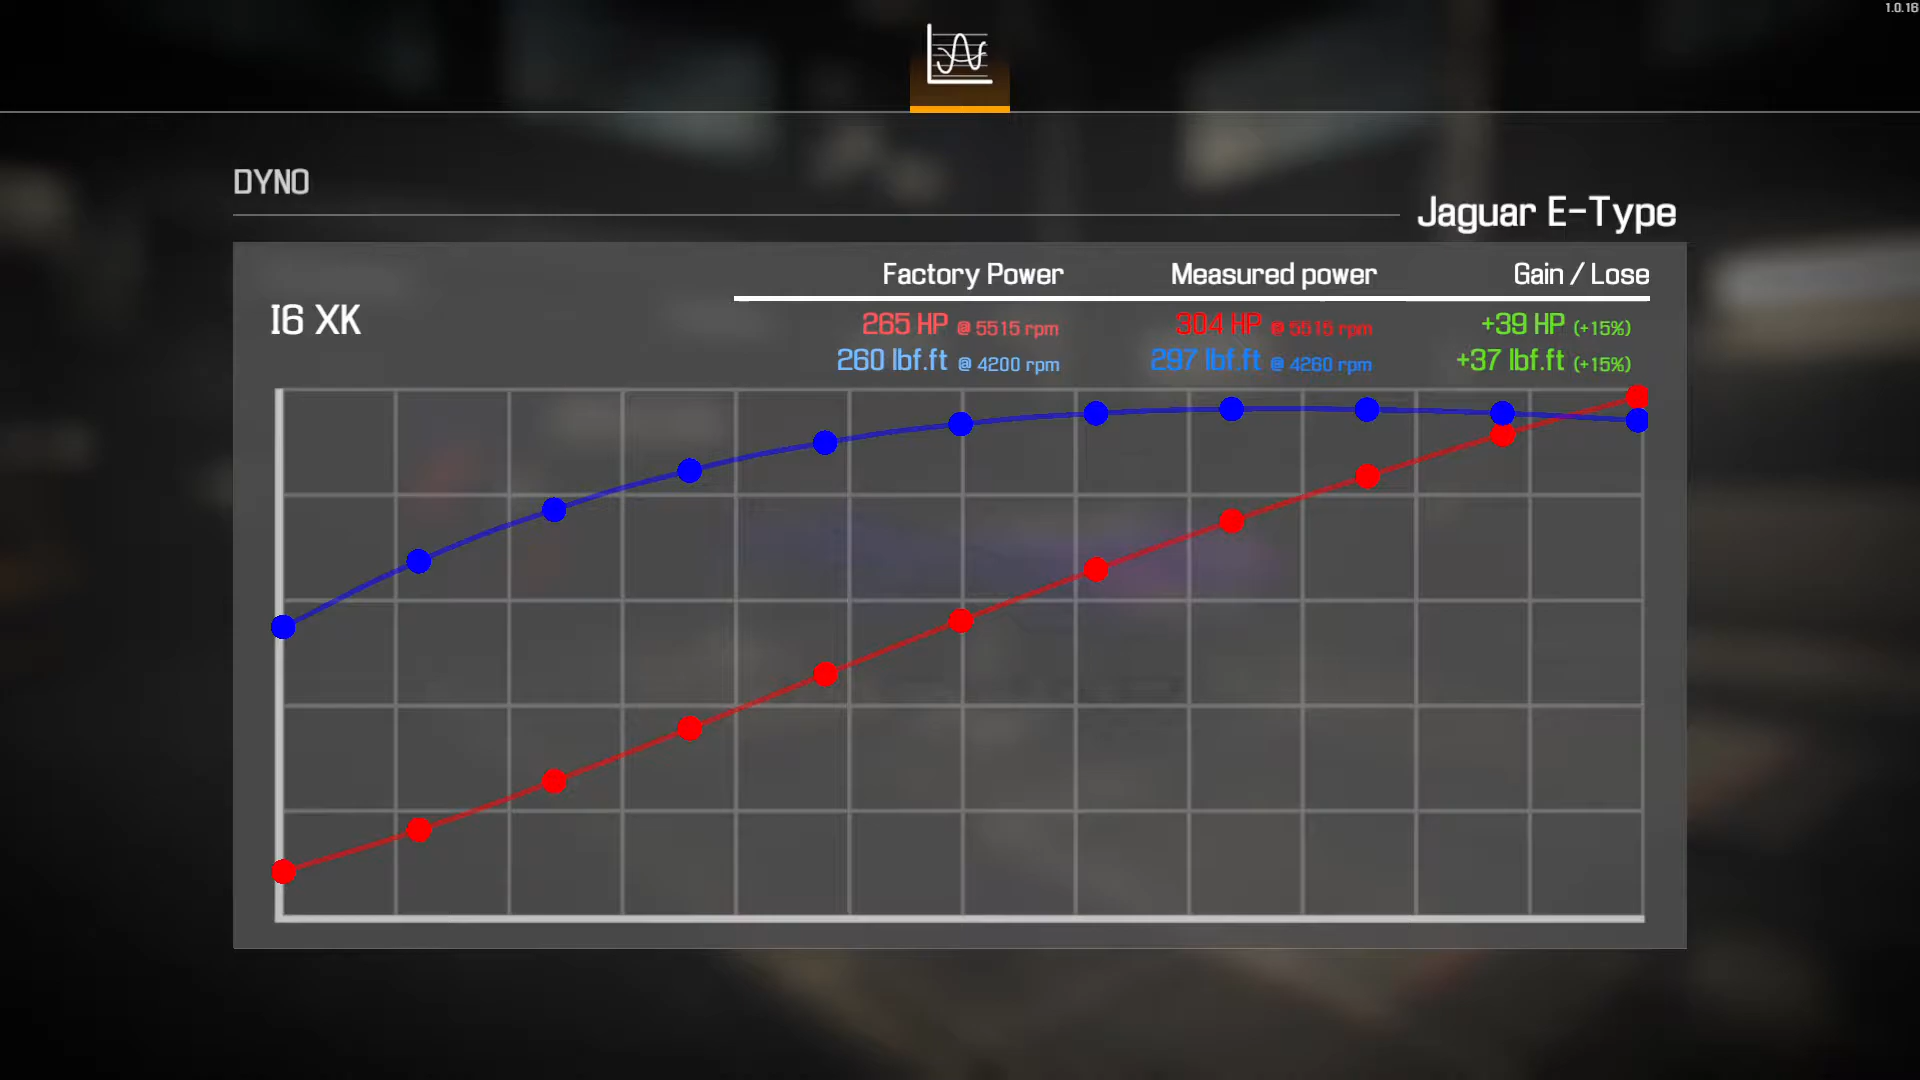 1.0.16
DYNO
Jaguar E-Type
Factory Power Measured power Gain / Lose
I6 XK
265 HP @ 5515 rpm 304 HP @ 5515 rpm +39 HP (+15%)
260 lbf.ft @ 4200 rpm 297 lbf.ft @ 4260 rpm +37 lbf.ft (+15%)